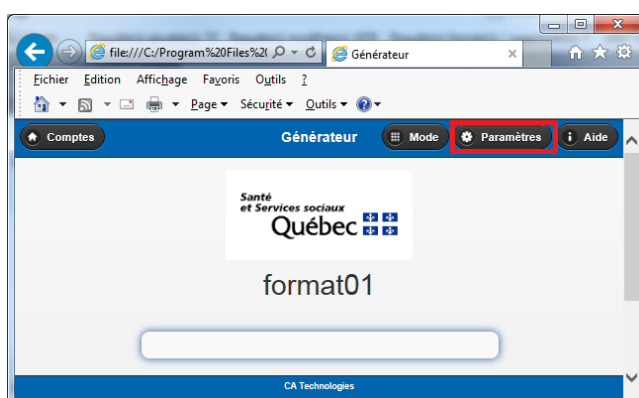 file:///C:/Program%20Files%2( Générateur
Fichier Edition Affichage Favoris Outils ?
Page Sécurité Outils
Comptes Générateur Mode Paramètres Aide
Santé
et Services sociaux
Québec
format01
CA Technologies